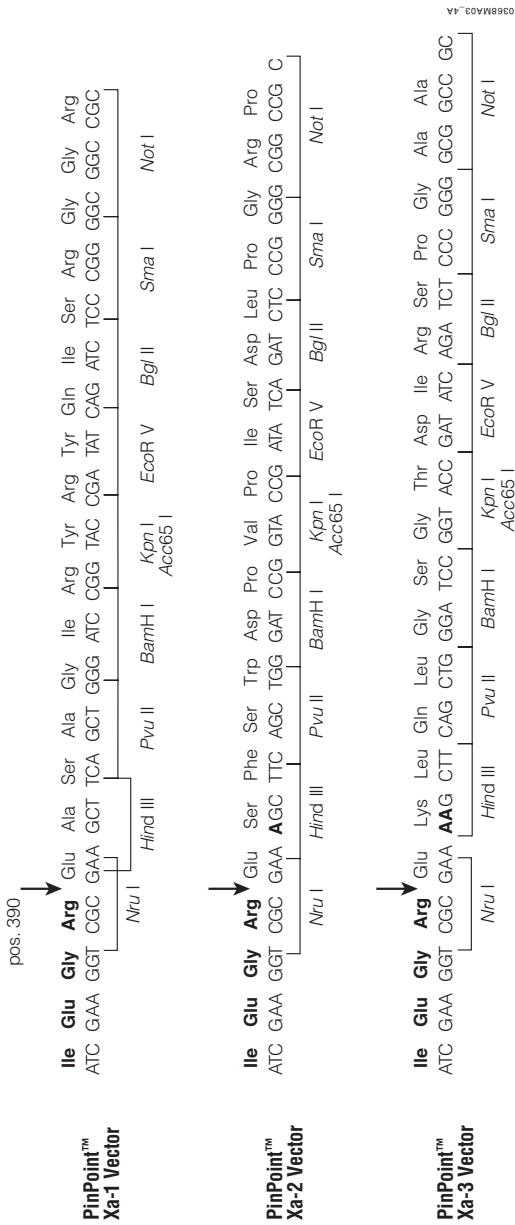 pos. 390
PinPoint™
Xa-1 Vector
Ile Glu Gly Arg Glu Ala Ser Ala Gly Ile Arg Tyr Arg Tyr Gln Ile Ser Arg Gly Gly Arg
ATC GAA GGT CGC GAA GCT TCA GCT GGG ATC CGG TAC CGA TAT CAG ATC TCC CGG GGC GGC CGC
Nru I Hind III Pvu II BamH I Kpn I EcoR V Bgl II Sma I Not I
Acc65 I
PinPoint™
Xa-2 Vector
Ile Glu Gly Arg Glu Ser Phe Ser Trp Asp Pro Val Pro Ile Ser Asp Leu Pro Gly Arg Pro
ATC GAA GGT CGC GAA AGC TTC AGC TGG GAT CCG GTA CCG ATA TCA GAT CTC CCG GGG CGG CCG C
Nru I Hind III Pvu II BamH I Kpn I EcoR V Bgl II Sma I Not I
Acc65 I
PinPoint™
Xa-3 Vector
Ile Glu Gly Arg Glu Lys Leu Gln Leu Gly Ser Gly Thr Asp Ile Arg Ser Pro Gly Ala Ala
ATC GAA GGT CGC GAA AAG CTT CAG CTG GGA TCC GGT ACC GAT ATC AGA TCT CCC GGG GCG GCC GC
Nru I Hind III Pvu II BamH I Kpn I EcoR V Bgl II Sma I Not I
Acc65 I
0368MA03_4A